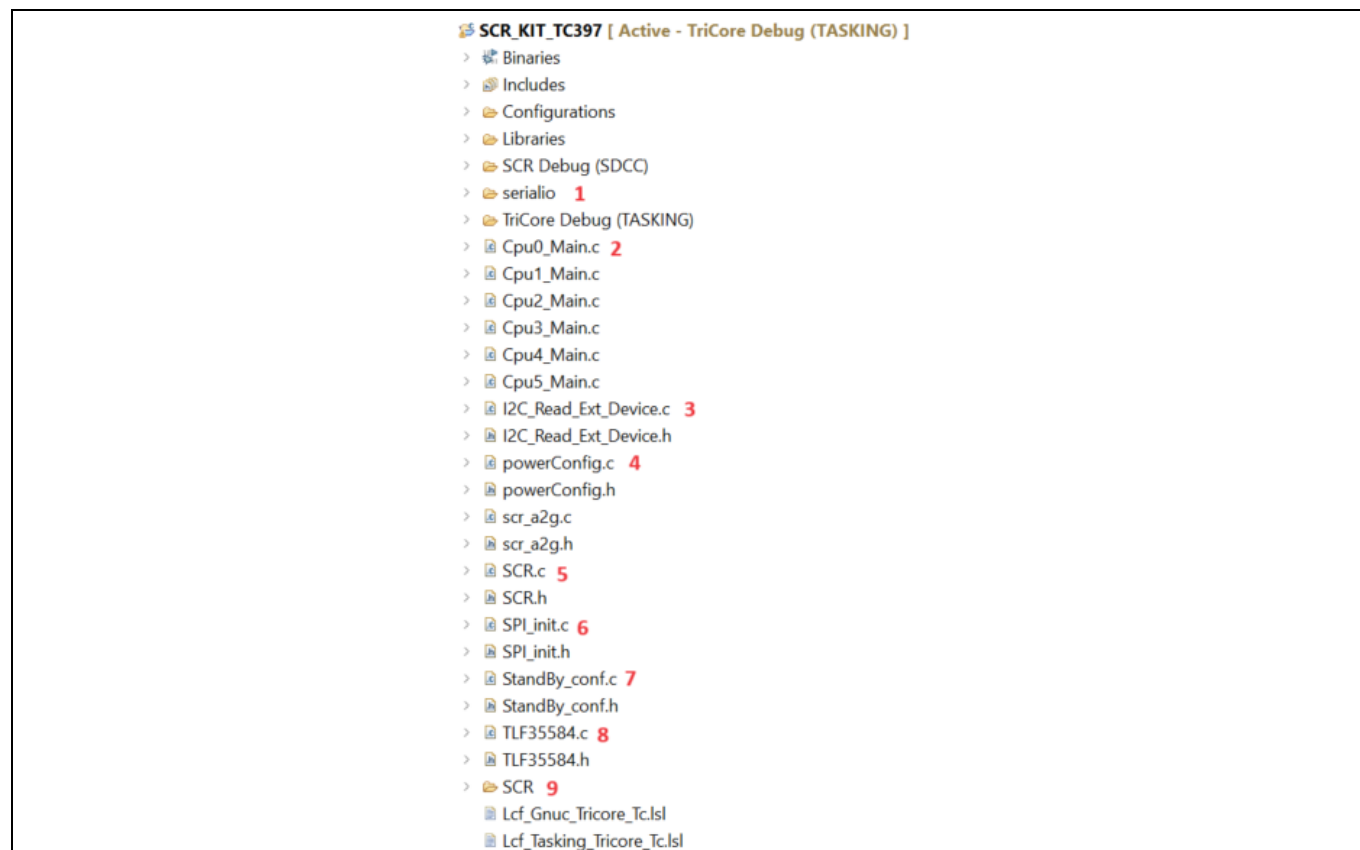 SCR_KIT_TC397 [ Active - TriCore Debug (TASKING) ]
Binaries
Includes
Configurations
Libraries
SCR Debug (SDCC)
serialio 1
TriCore Debug (TASKING)
Cpu0_Main.c 2
Cpu1_Main.c
Cpu2_Main.c
Cpu3_Main.c
Cpu4_Main.c
Cpu5_Main.c
I2C_Read_Ext_Device.c 3
I2C_Read_Ext_Device.h
powerConfig.c 4
powerConfig.h
scr_a2g.c
scr_a2g.h
SCR.c 5
SCR.h
SPI_init.c 6
SPI_init.h
StandBy_conf.c 7
StandBy_conf.h
TLF35584.c 8
TLF35584.h
SCR 9
Lcf_Gnuc_Tricore_Tc.lsl
Lcf_Tasking_Tricore_Tc.lsl